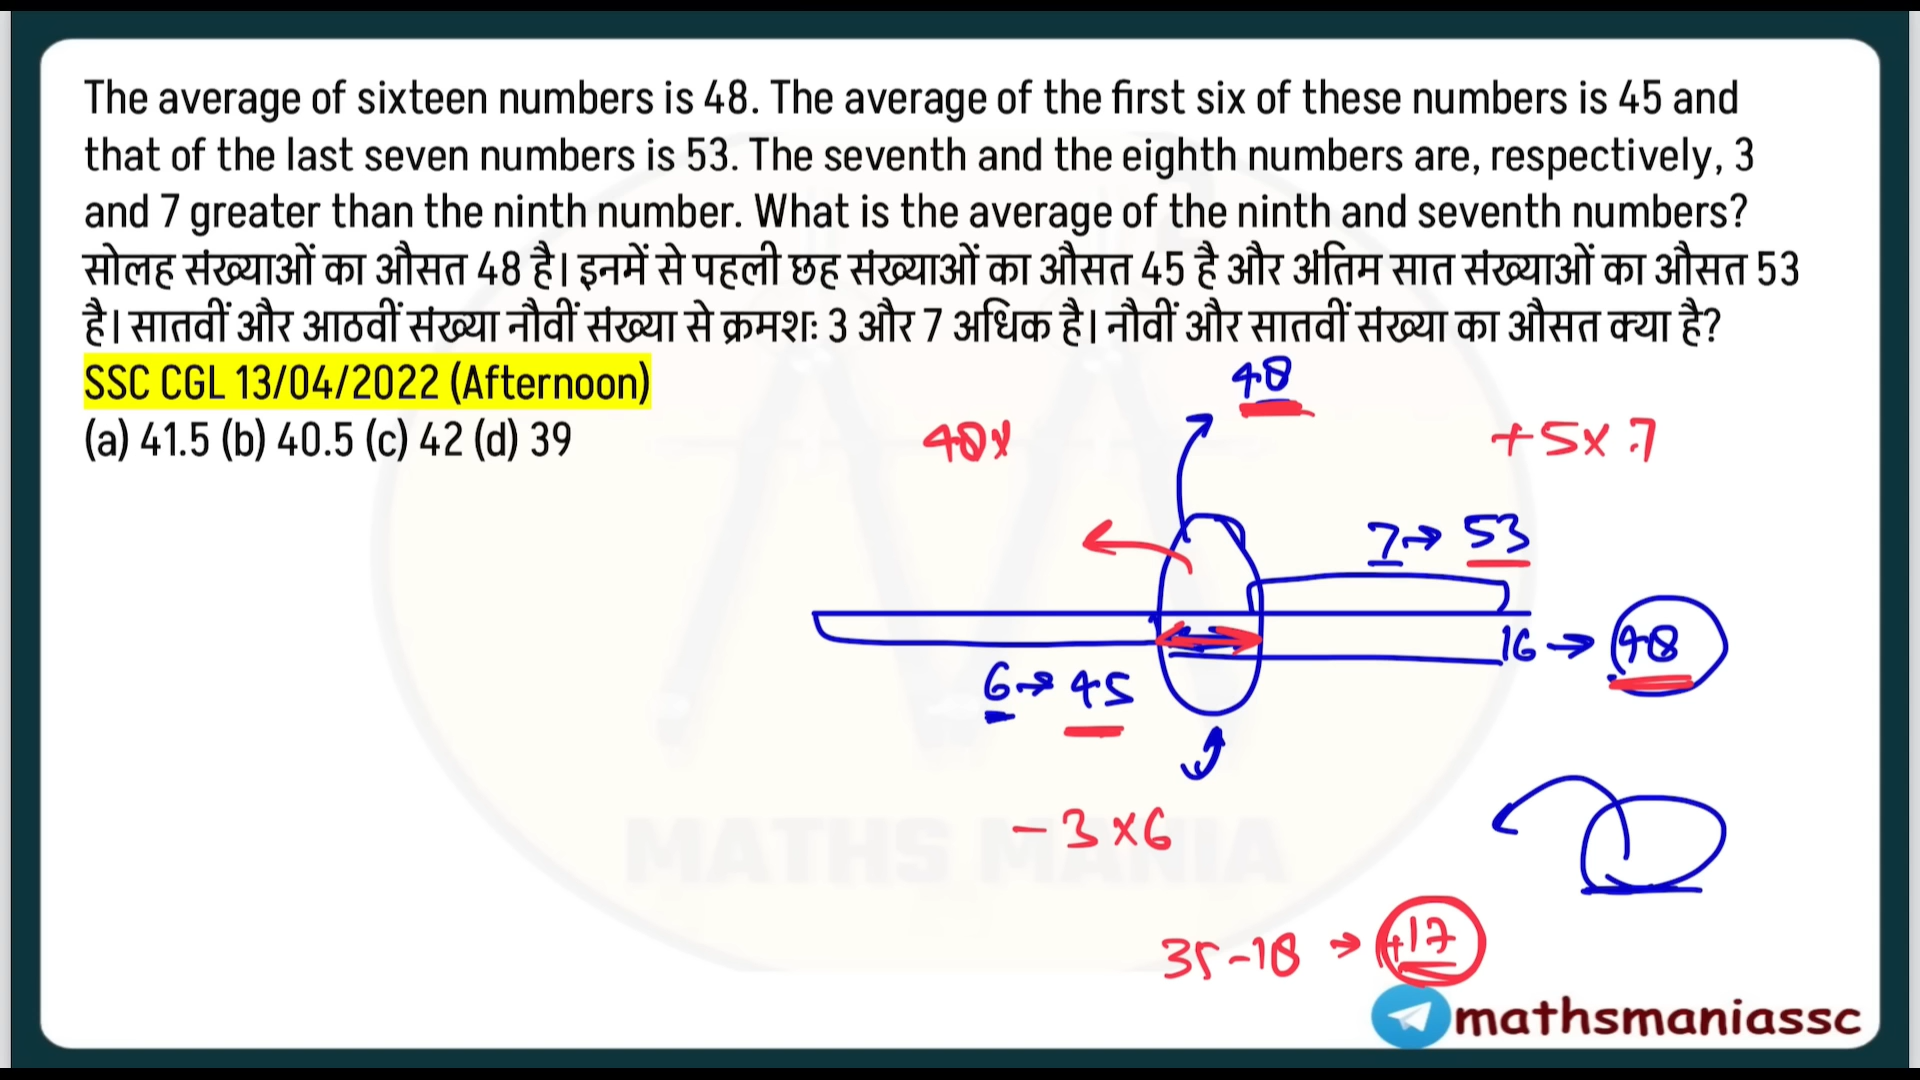 The average of sixteen numbers is 48. The average of the first six of these numbers is 45 and
that of the last seven numbers is 53. The seventh and the eighth numbers are, respectively, 3
and 7 greater than the ninth number. What is the average of the ninth and seventh numbers?
सोलह संख्याओं का औसत 48 है। इनमें से पहली छह संख्याओं का औसत 45 है और अंतिम सात संख्याओं का औसत 53
है। सातवीं और आठवीं संख्या नौवीं संख्या से क्रमशः 3 और 7 अधिक है। नौवीं और सातवीं संख्या का औसत क्या है?
SSC CGL 13/04/2022 (Afternoon)
(a) 41.5 (b) 40.5 (c) 42 (d) 39
48
48x
+5x7
7→ 53
16→ 48
6→ 45
-3x6
MATHS MANIA
35-18 → +17
mathsmaniassc